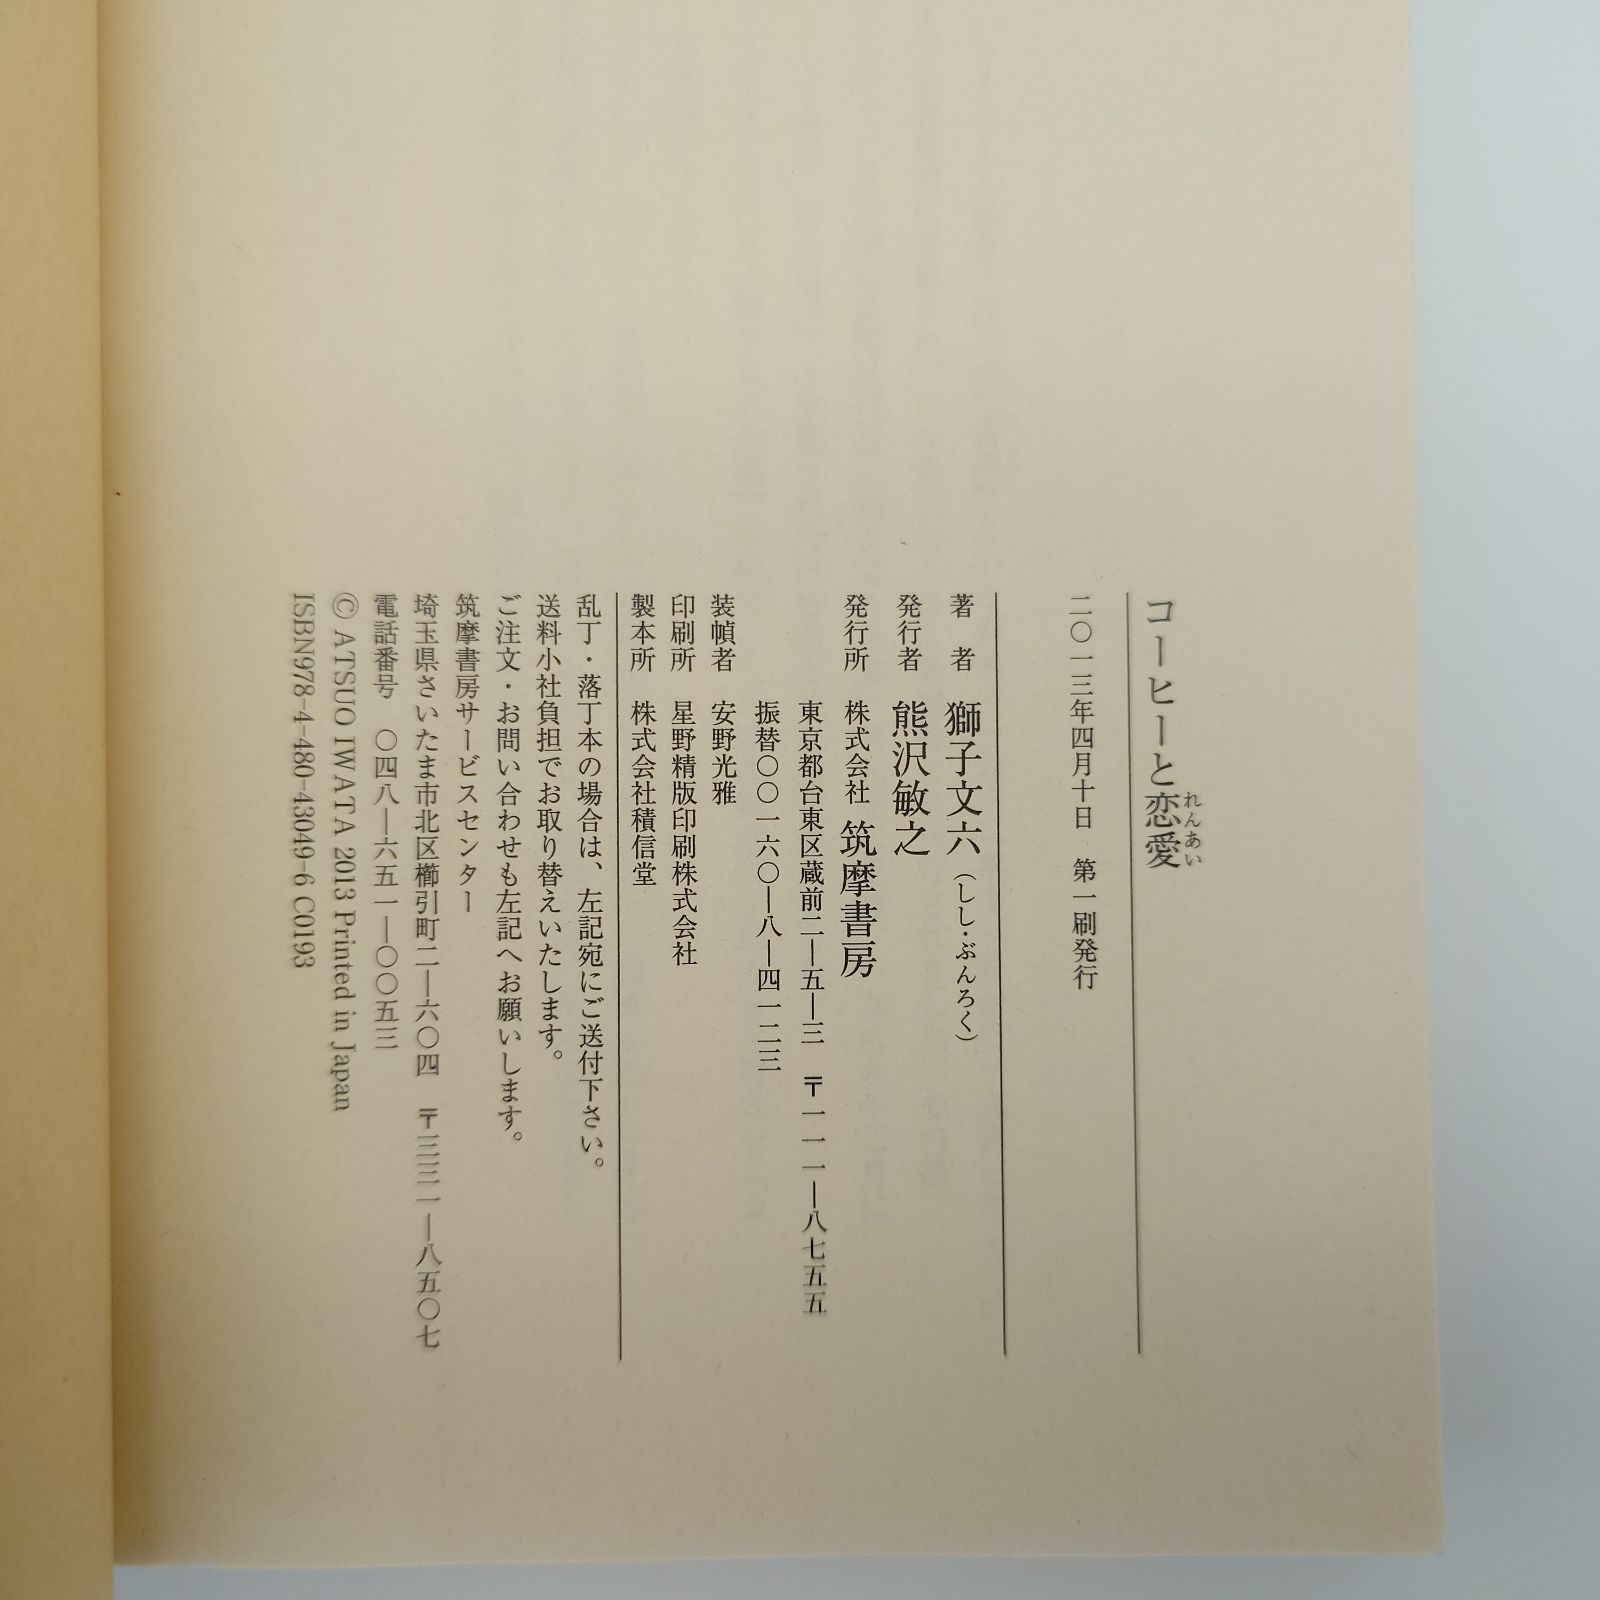 コーヒーと恋愛
れんあい
二〇一三年四月十日 第一刷発行
著 者 獅子文六（しし・ぶんろく）
発行者 熊沢敏之
発行所 株式会社 筑摩書房
東京都台東区蔵前二―五―三 〒一一一―八七五五
振替〇〇一六〇―八―四一二三
装幀者 安野光雅
印刷所 星野精版印刷株式会社
製本所 株式会社積信堂
乱丁・落丁本の場合は、左記宛にご送付下さい。
送料小社負担でお取り替えいたします。
ご注文・お問い合わせも左記へお願いします。
筑摩書房サービスセンター
埼玉県さいたま市北区櫛引町二―六〇四 〒三三一―八五〇七
電話番号 〇四八―六五一―〇〇五三
© ATSUO IWATA 2013 Printed in Japan
ISBN978-4-480-43049-6 C0193